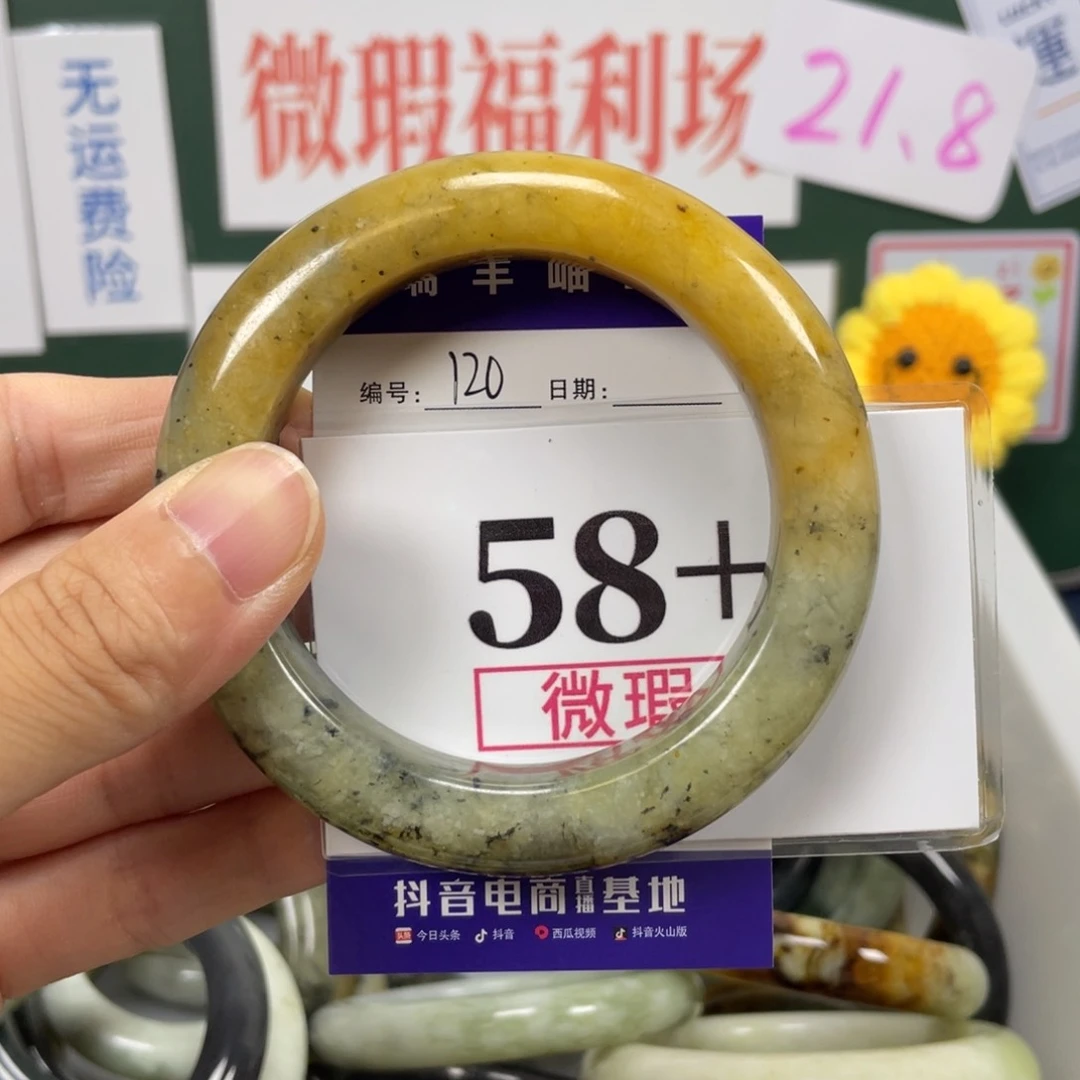 无运费险
微瑕福利场
21、8
编号: 120 日期:
58+
微瑕
抖音电商直播基地
今日头条 抖音 西瓜视频 抖音火山版